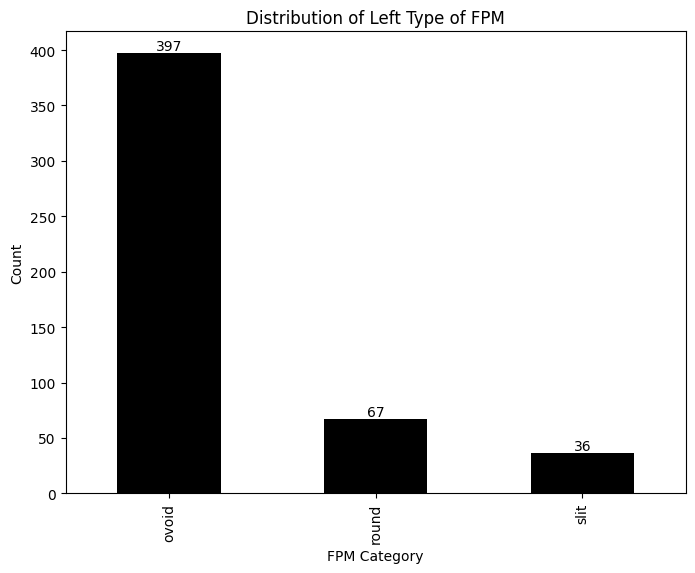 Distribution of Left Type of FPM
Count
400
350
300
250
200
150
100
50
0
397
67
36
ovoid
round
slit
FPM Category